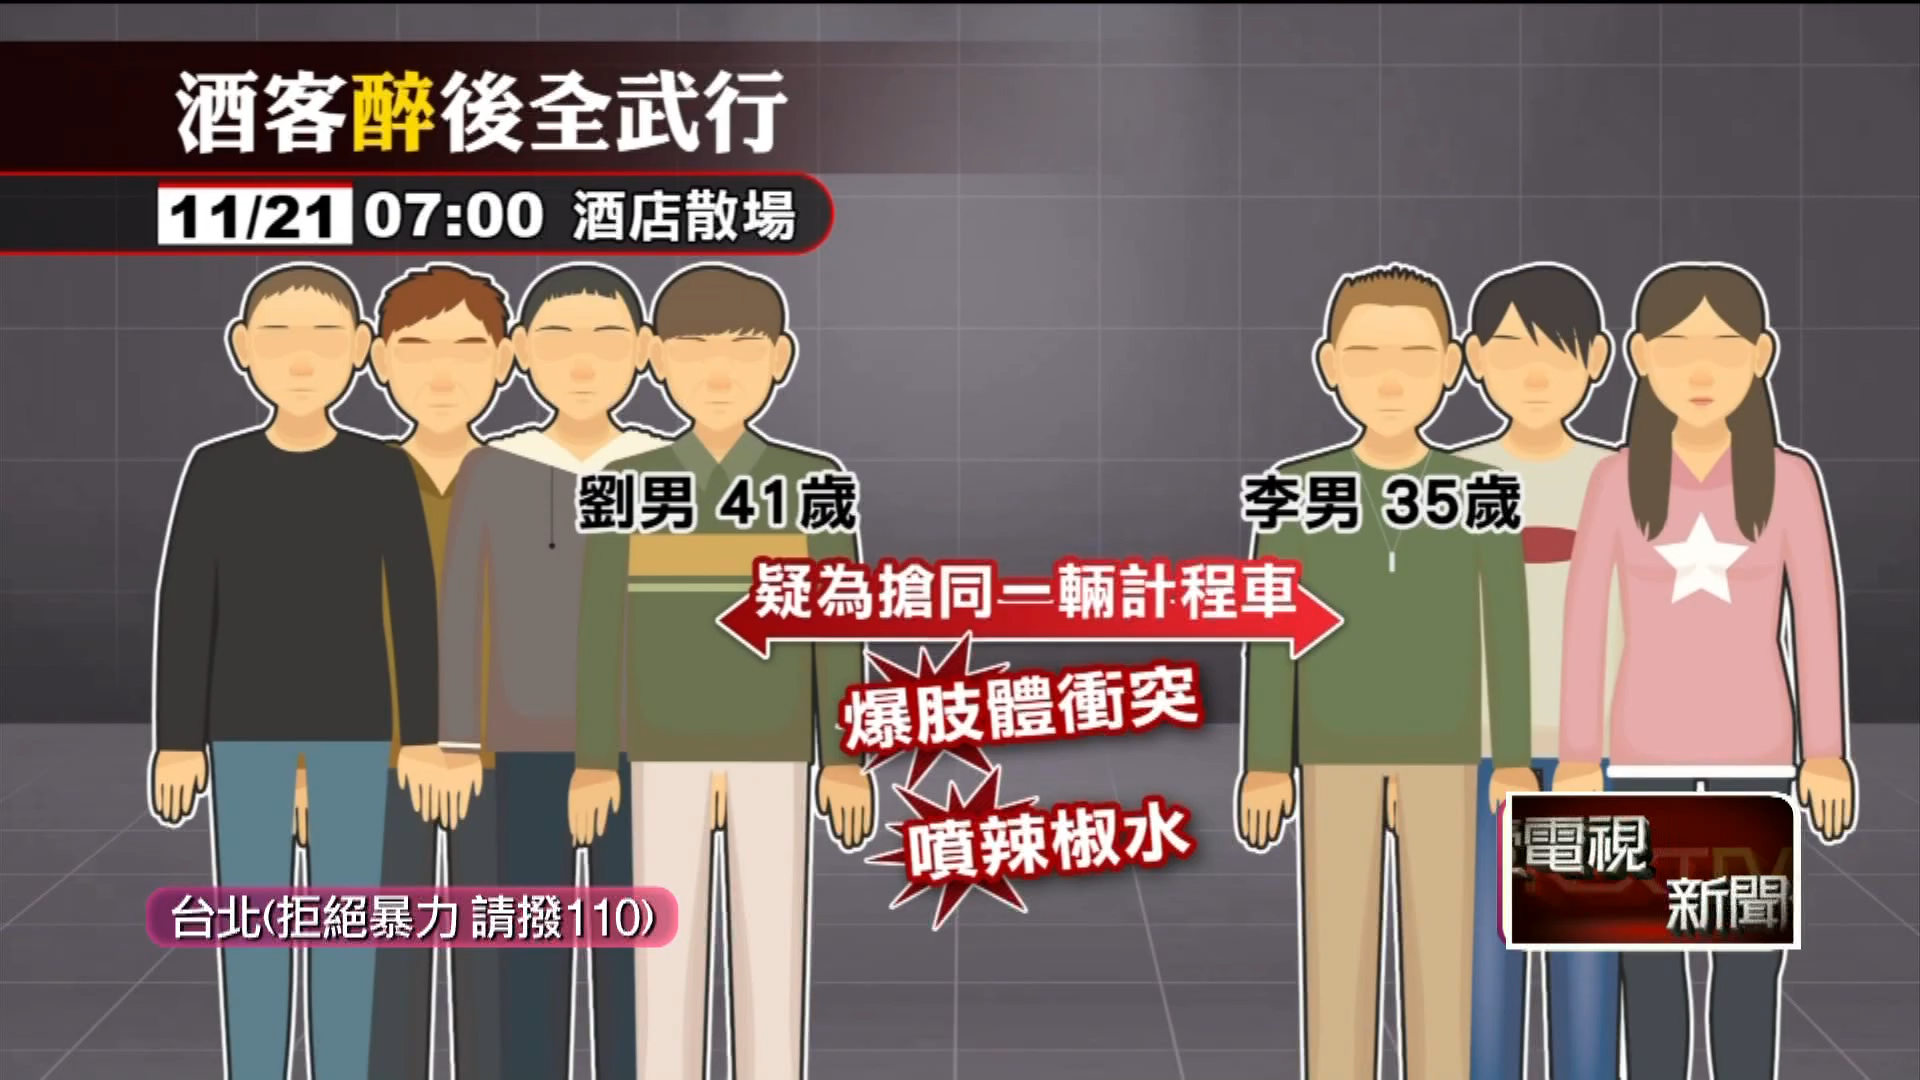 酒客醉後全武行
11/21 07:00 酒店散場
劉男 41歲
李男 35歲
疑為搶同一輛計程車
爆肢體衝突
噴辣椒水
台北(拒絕暴力 請撥110)
電視
新聞